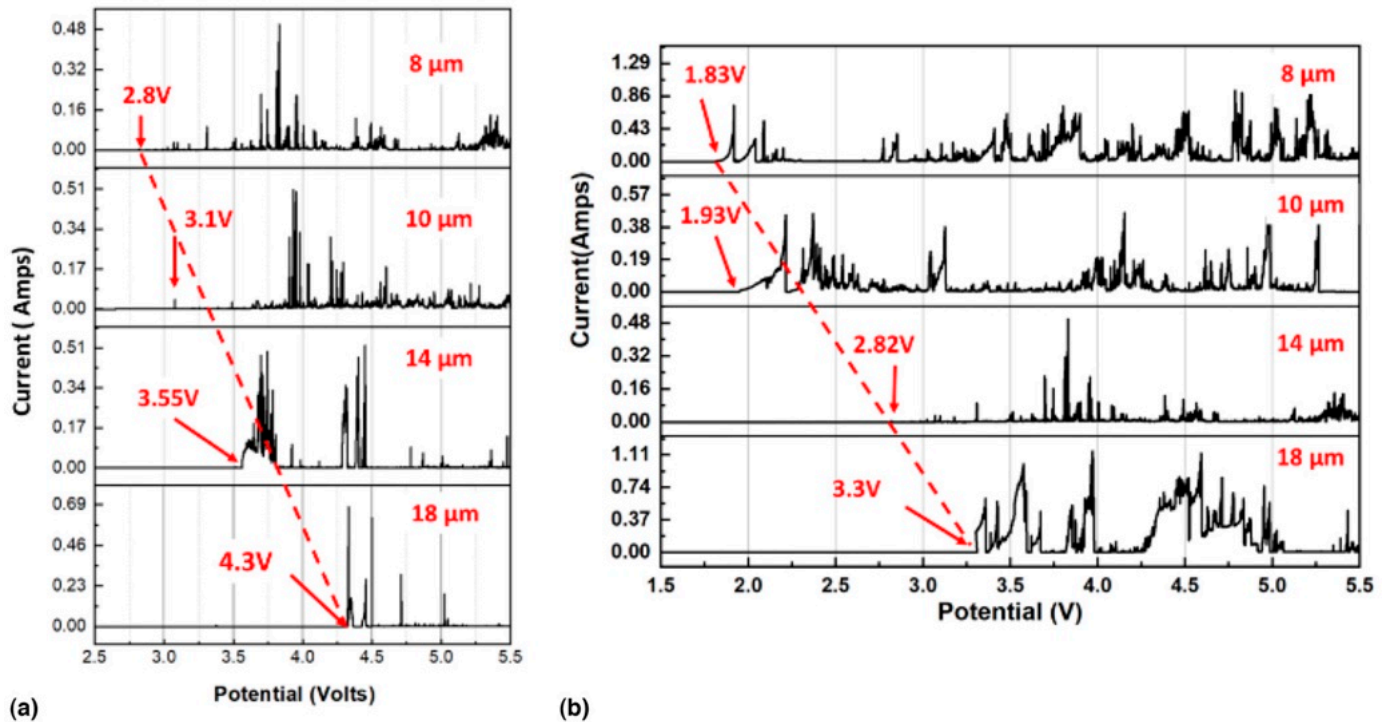 0.48
0.32
0.16
0.00
8 μm
2.8V
0.51
0.34
0.17
0.00
10 μm
3.1V
0.51
0.34
0.17
0.00
14 μm
3.55V
0.69
0.46
0.23
0.00
18 μm
4.3V
2.5 3.0 3.5 4.0 4.5 5.0 5.5
Current ( Amps)
Potential (Volts)
(a)
1.29
0.86
0.43
0.00
8 μm
1.83V
0.57
0.38
0.19
0.00
10 μm
1.93V
0.48
0.32
0.16
0.00
14 μm
2.82V
1.11
0.74
0.37
0.00
18 μm
3.3V
1.5 2.0 2.5 3.0 3.5 4.0 4.5 5.0 5.5
Current(Amps)
Potential (V)
(b)